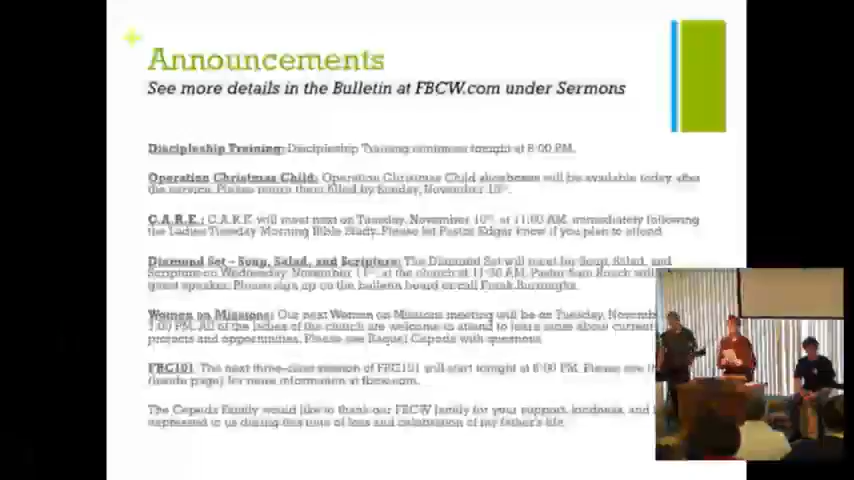 Announcements
See more details in the Bulletin at FBCW.com under Sermons
Discipleship Training: Discipleship Training continues tonight at 6:00 PM.
Operation Christmas Child: Operation Christmas Child shoeboxes will be available today after
the service. Please return them filled by Sunday, November 15th.
C.A.R.E.: C.A.R.E. will meet next on Tuesday, November 10th, at 11:00 AM, immediately following
the Ladies Tuesday Morning Bible Study. Please let Pastor Edgar know if you plan to attend.
Diamond Set – Soup, Salad, and Scripture: The Diamond Set will meet for Soup, Salad, and
Scripture on Wednesday, November 11th, at the church at 11:30 AM. Pastor Sam will
guest speaker. Please sign up on the bulletin board or call Frank Burroughs.
Women on Missions: Our next Women on Missions meeting will be on Tuesday,
7:00 PM. All of the ladies of the church are welcome to attend to learn more about current
projects and opportunities. Please see Raquel Cepeda with questions.
FBC101: The next three-class session of FBC101 will start tonight at 6:00 PM. Please see
(inside page) for more information at fbcw.com.
The Cepeda Family would like to thank our FBCW family for your support, kindness, and
expressed to us during this time of loss and celebration of my father's life.